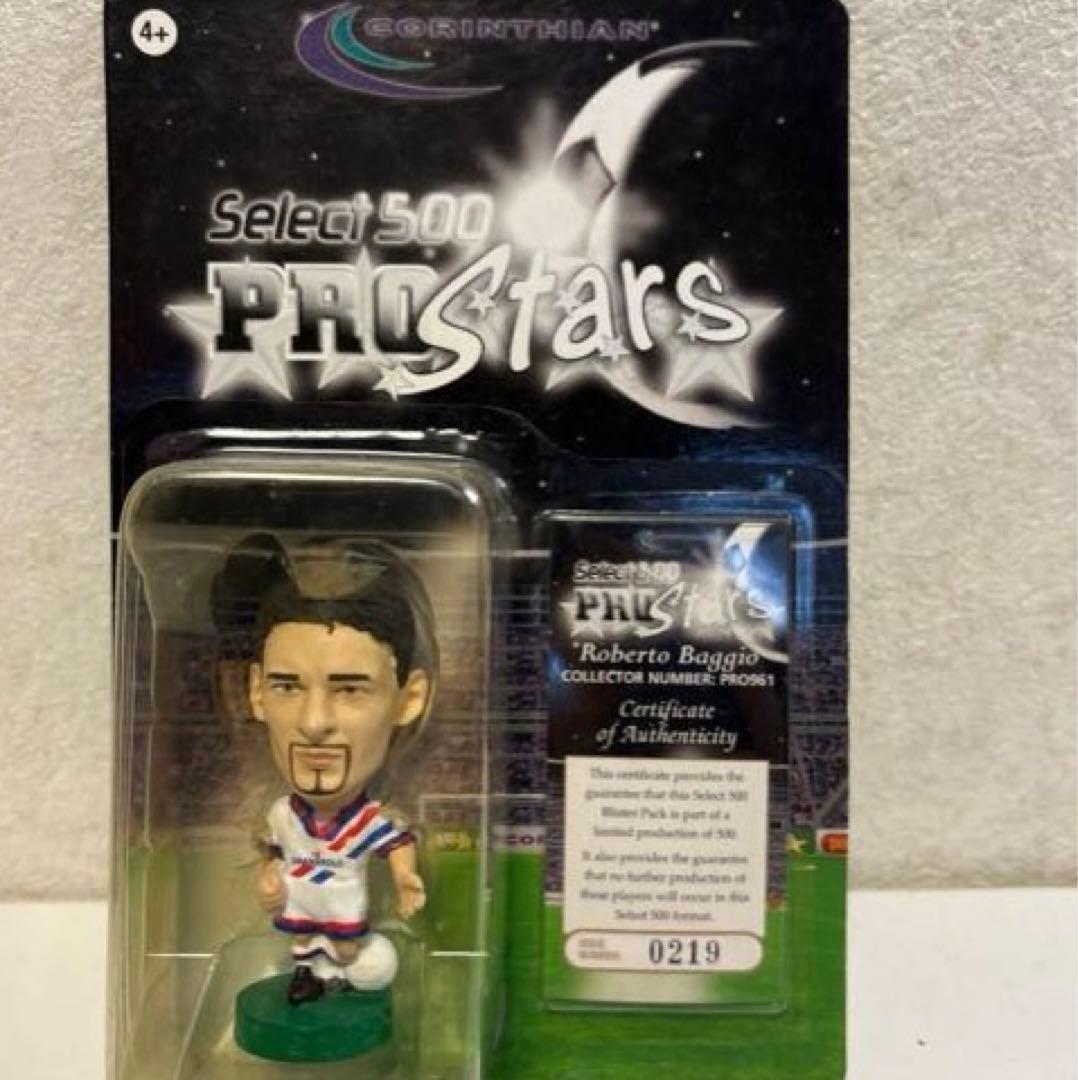 4+
CORINTHIAN
Select 500
PROStars
Select 500
PROStars
Roberto Baggio
COLLECTOR NUMBER: PRO961
Certificate
of Authenticity
This certificate provides the
guarantee that this Select 500
Blister Pack is part of a
limited production of 500
It also provides the guarantee
that no further production of
these players will occur in this
Select 500 format.
ISSUE
NUMBER:
0219